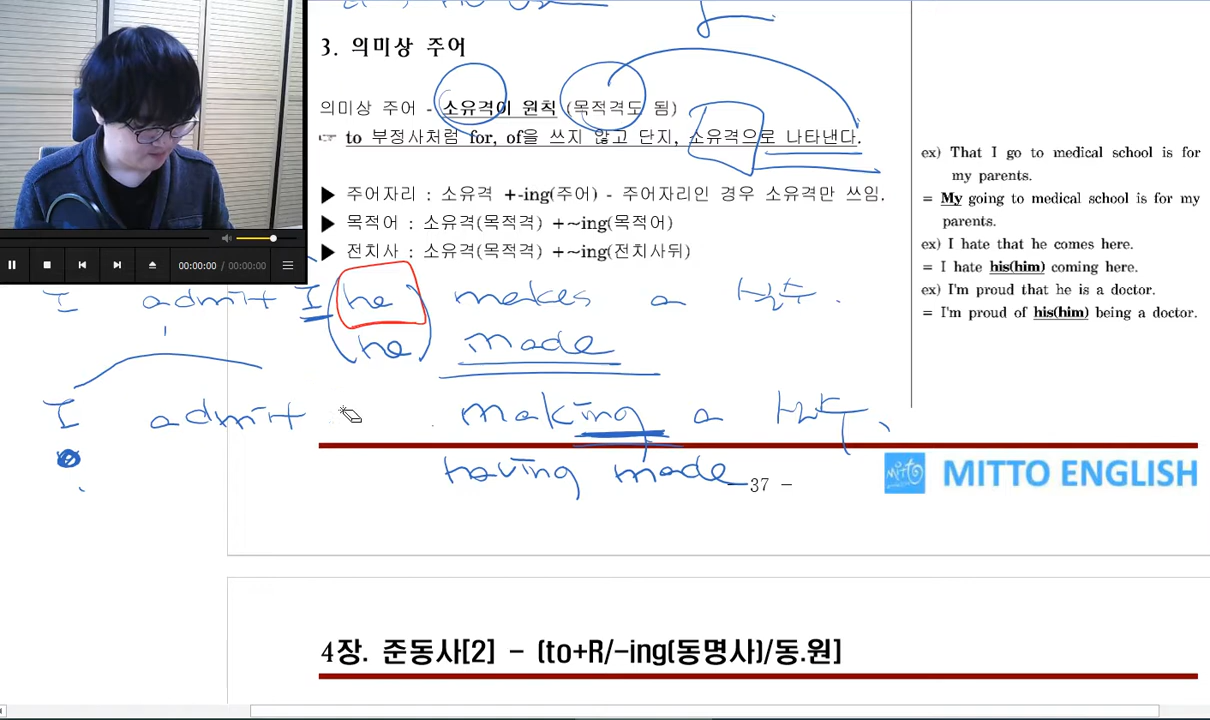 3. 의미상 주어
의미상 주어 - 소유격이 원칙 (목적격도 됨)
☞ to 부정사처럼 for, of을 쓰지 않고 단지, 소유격으로 나타낸다.
▶ 주어자리 : 소유격 +-ing(주어) - 주어자리인 경우 소유격만 쓰임.
▶ 목적어 : 소유격(목적격) +~ing(목적어)
▶ 전치사 : 소유격(목적격) +~ing(전치사뒤)
ex) That I go to medical school is for
my parents.
= My going to medical school is for my
parents.
ex) I hate that he comes here.
= I hate his(him) coming here.
ex) I'm proud that he is a doctor.
= I'm proud of his(him) being a doctor.
00:00:00 / 00:00:00
I admit I (he makes a 실수.
(he) made
I admit making a 실수.
having made
- 37 -
MITTO
MITTO ENGLISH
4장. 준동사[2] - (to+R/-ing(동명사)/동.원]